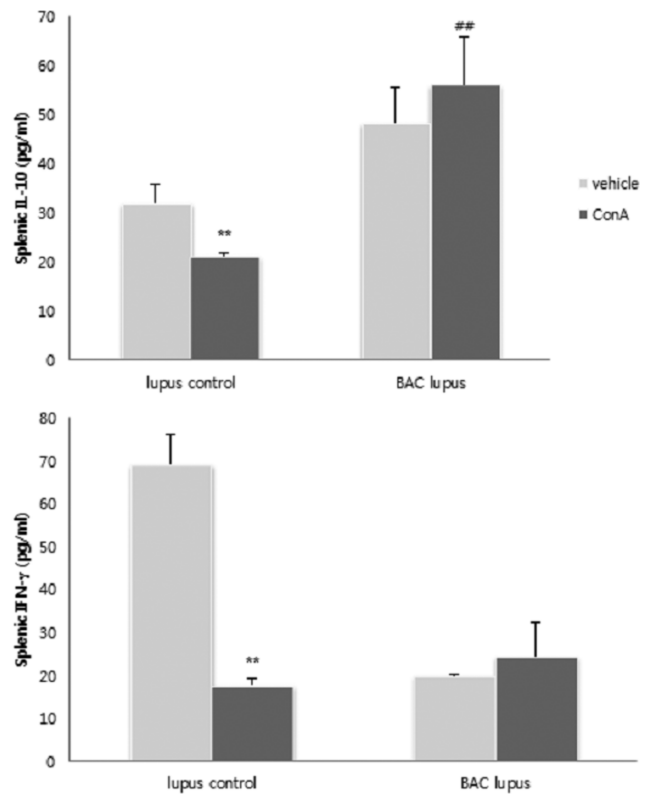 70
60
50
40
30
20
10
0
Splenic IL-10 (pg/ml)
**
##
lupus control
BAC lupus
vehicle
ConA
80
70
60
50
40
30
20
10
0
Splenic IFN-γ (pg/ml)
**
lupus control
BAC lupus